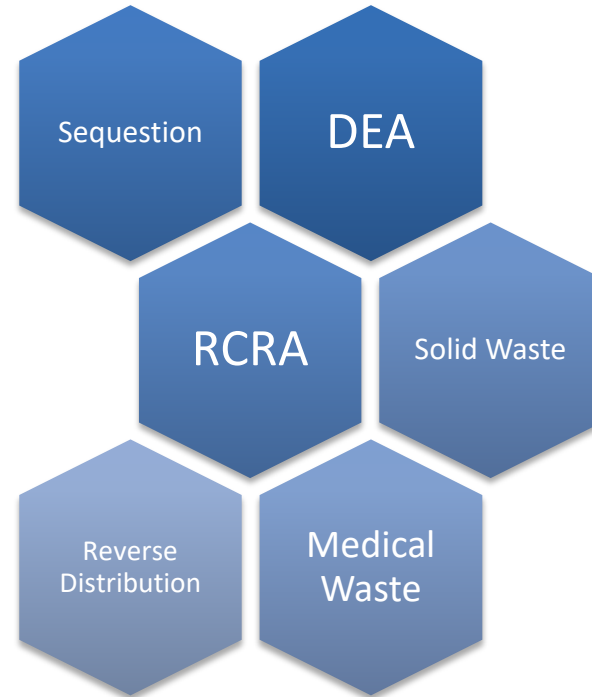 Sequestion
DEA
RCRA
Solid Waste
Reverse
Distribution
Medical
Waste